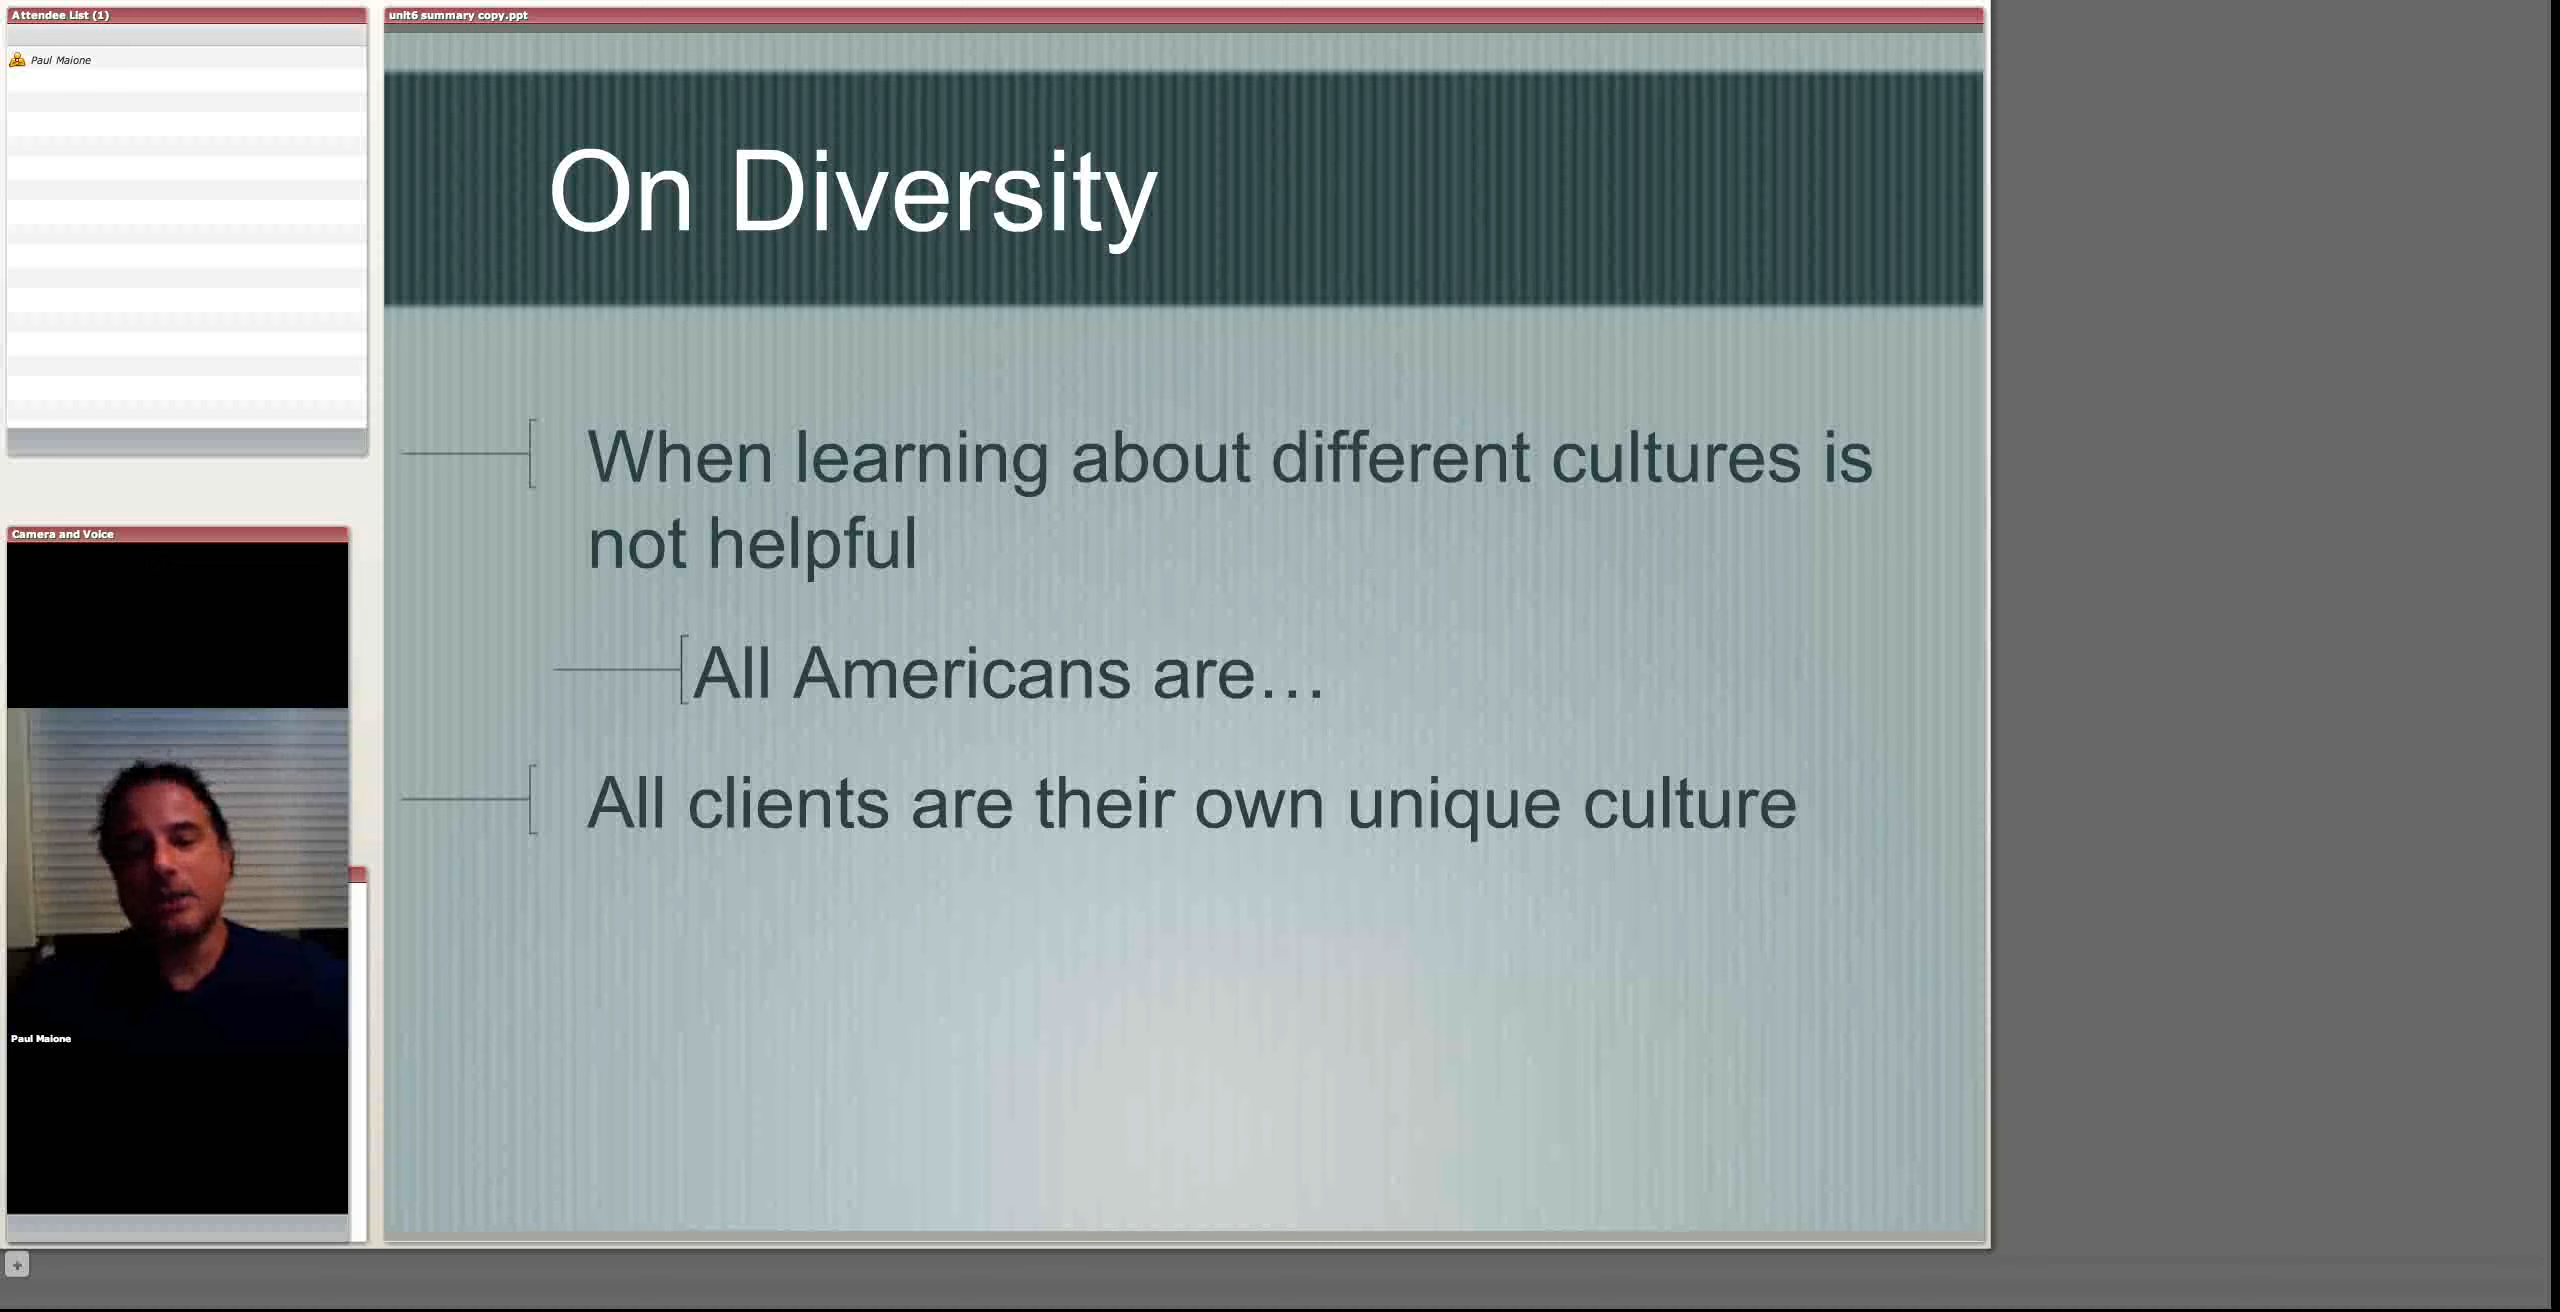 Attendee List (1)
Paul Maione
Camera and Voice
Paul Maione
unit6 summary copy.ppt
On Diversity
When learning about different cultures is
not helpful
All Americans are…
All clients are their own unique culture